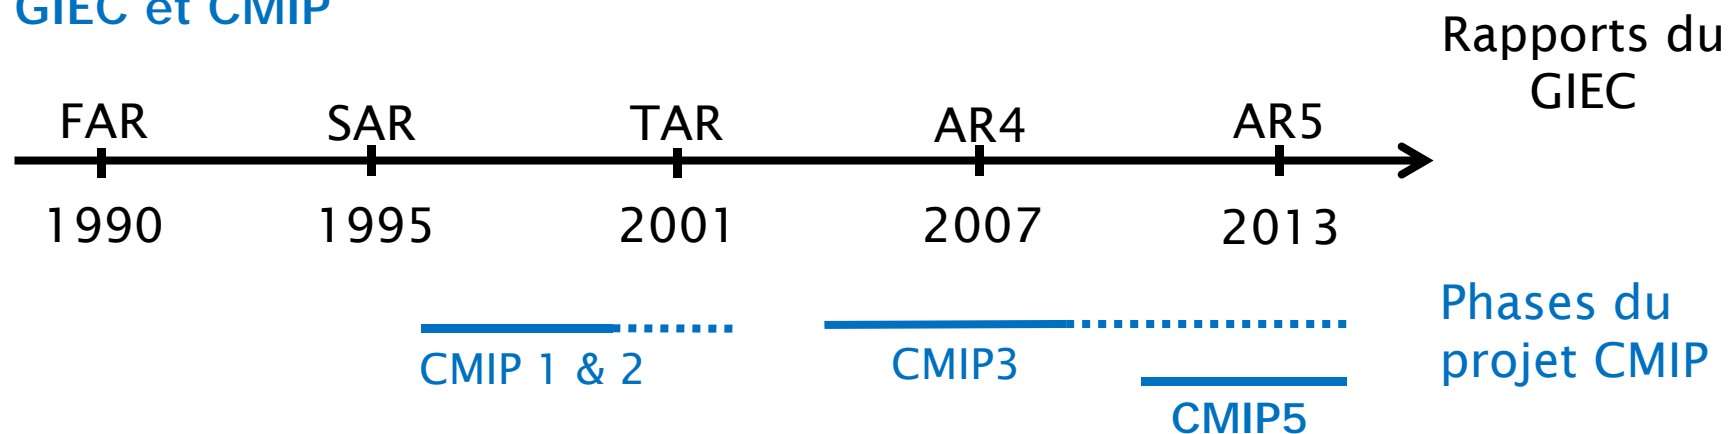 GIEC et CMIP
Rapports du
GIEC
FAR SAR TAR AR4 AR5
1990 1995 2001 2007 2013
Phases du
projet CMIP
CMIP 1 & 2 CMIP3
CMIP5